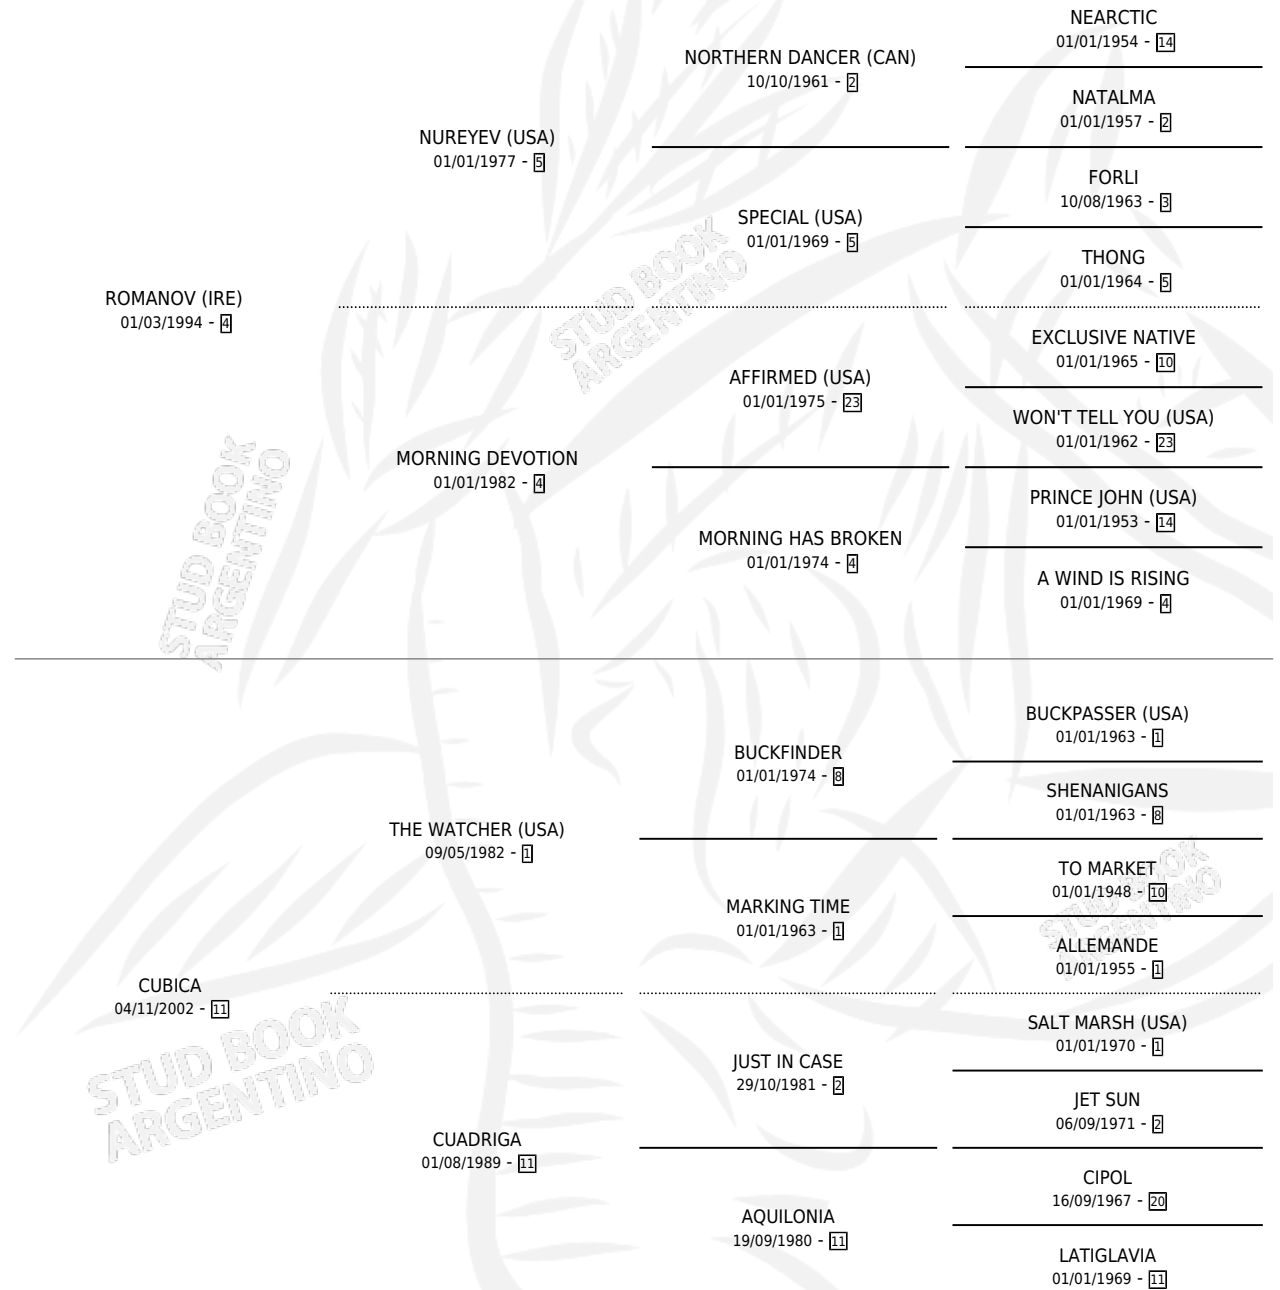 NEARCTIC
01/01/1954 - 14
NORTHERN DANCER (CAN)
10/10/1961 - 2
NATALMA
01/01/1957 - 2
NUREYEV (USA)
01/01/1977 - 5
FORLI
10/08/1963 - 3
SPECIAL (USA)
01/01/1969 - 5
THONG
01/01/1964 - 5
ROMANOV (IRE)
01/03/1994 - 4
EXCLUSIVE NATIVE
01/01/1965 - 10
AFFIRMED (USA)
01/01/1975 - 23
WON'T TELL YOU (USA)
01/01/1962 - 23
MORNING DEVOTION
01/01/1982 - 4
PRINCE JOHN (USA)
01/01/1953 - 14
MORNING HAS BROKEN
01/01/1974 - 4
A WIND IS RISING
01/01/1969 - 4
BUCKPASSER (USA)
01/01/1963 - 1
BUCKFINDER
01/01/1974 - 8
SHENANIGANS
01/01/1963 - 8
THE WATCHER (USA)
09/05/1982 - 1
TO MARKET
01/01/1948 - 10
MARKING TIME
01/01/1963 - 1
ALLEMANDE
01/01/1955 - 1
CUBICA
04/11/2002 - 11
SALT MARSH (USA)
01/01/1970 - 1
JUST IN CASE
29/10/1981 - 2
JET SUN
06/09/1971 - 2
CUADRIGA
01/08/1989 - 11
CIPOL
16/09/1967 - 20
AQUILONIA
19/09/1980 - 11
LATIGLAVIA
01/01/1969 - 11
STUD BOOK
ARGENTINO
STUD BOOK
ARGENTINO
STUD BOOK
ARGENTINO
STUD BOOK
ARGENTINO